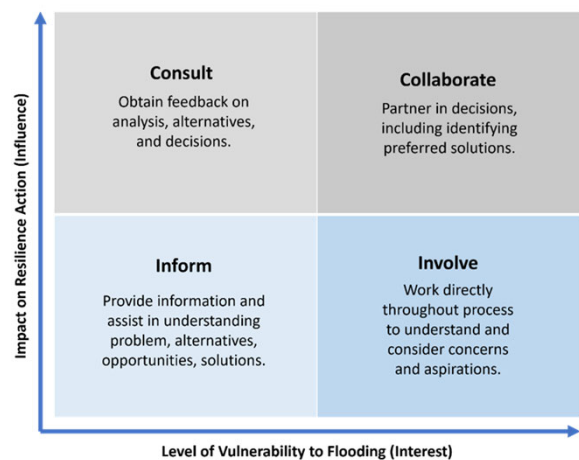 Impact on Resilience Action (Influence)
Consult
Obtain feedback on
analysis, alternatives,
and decisions.
Collaborate
Partner in decisions,
including identifying
preferred solutions.
Inform
Provide information and
assist in understanding
problem, alternatives,
opportunities, solutions.
Involve
Work directly
throughout process
to understand and
consider concerns
and aspirations.
Level of Vulnerability to Flooding (Interest)